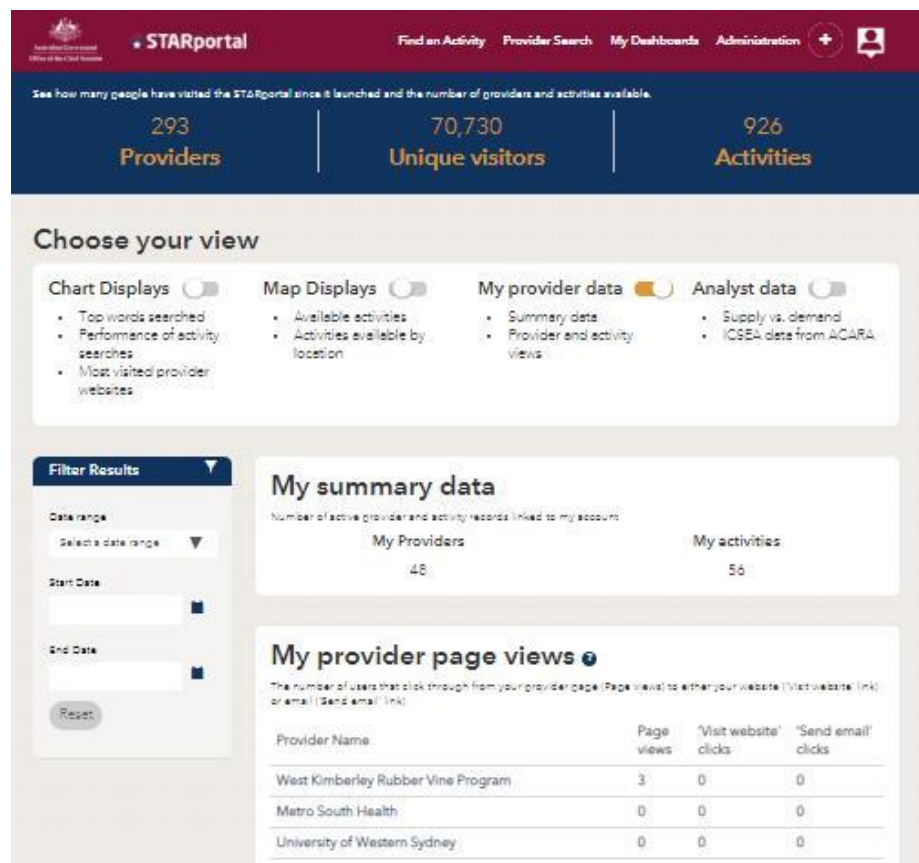 Australian Government
Office of the Chief Scientist
STARportal
Find an Activity Provider Search My Dashboards Administration +
See how many people have visited the STARportal since it launched and the number of providers and activities available.
293 70,730 926
Providers Unique visitors Activities
Choose your view
Chart Displays Map Displays My provider data Analyst data
• Top words searched • Available activities • Summary data • Supply vs. demand
• Performance of activity • Activities available by • Provider and activity • ICSEA data from ACARA
searches location views
• Most visited provider
websites
Filter Results
Date range
Select a date range
Start Date
End Date
Reset
My summary data
Number of active provider and activity records linked to my account
My Providers My activities
48 56
My provider page views ?
The number of users that click through from your provider page (Page views) to either your website ('Visit website' link)
or email ('Send email' link)
Provider Name Page views 'Visit website' clicks 'Send email' clicks
West Kimberley Rubber Vine Program 3 0 0
Metro South Health 0 0 0
University of Western Sydney 0 0 0